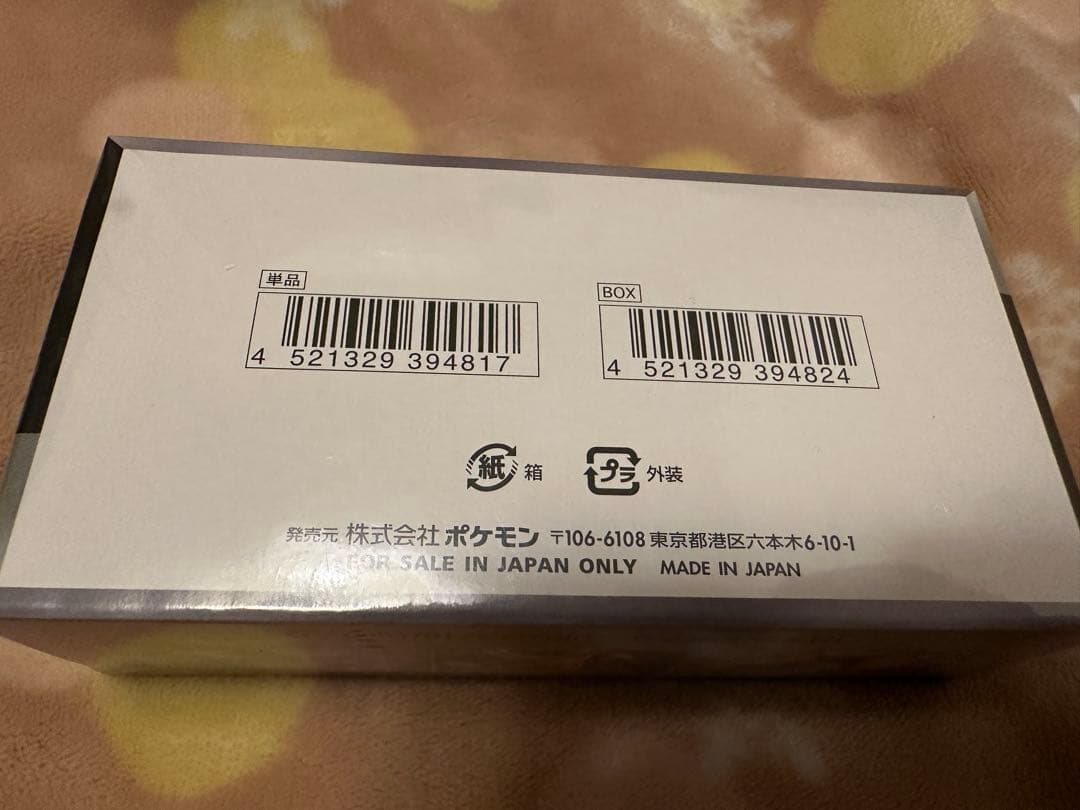 単品
4 521329 394817
BOX
4 521329 394824
紙 箱
プラ 外装
発売元 株式会社 ポケモン 〒106-6108 東京都港区六本木6-10-1
FOR SALE IN JAPAN ONLY MADE IN JAPAN